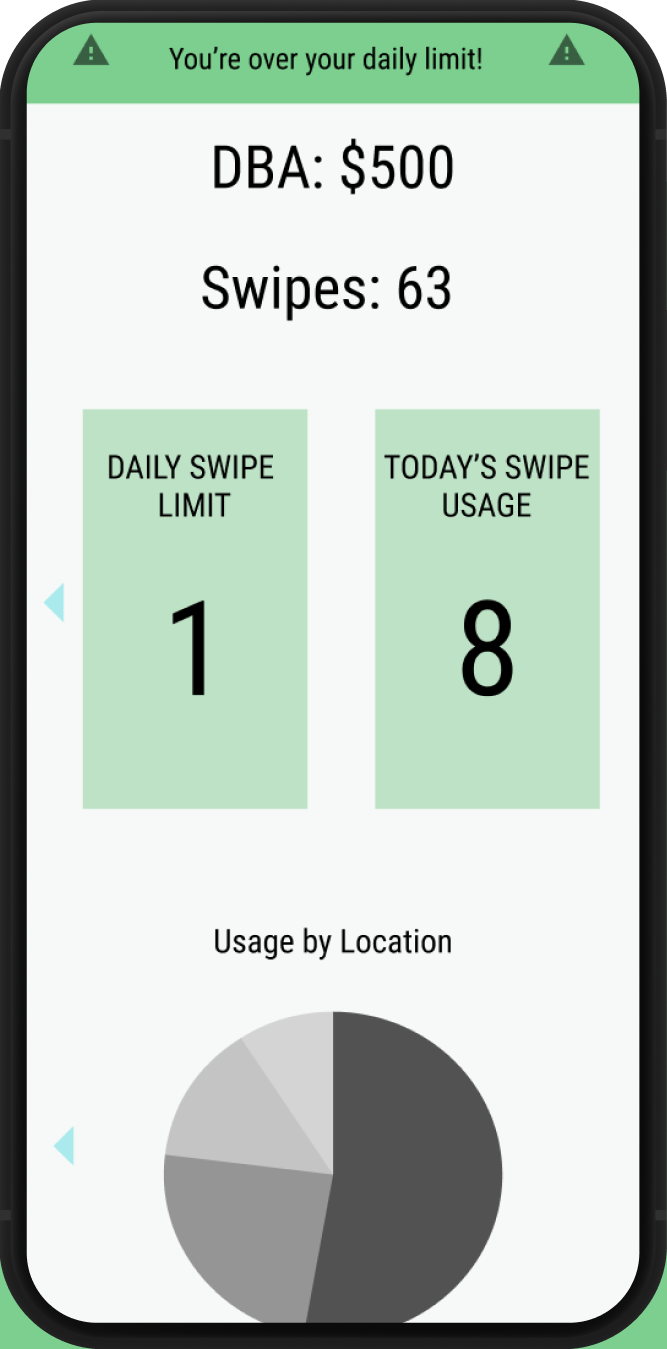 You’re over your daily limit!
DBA: $500
Swipes: 63
DAILY SWIPE
LIMIT
1
TODAY’S SWIPE
USAGE
8
Usage by Location